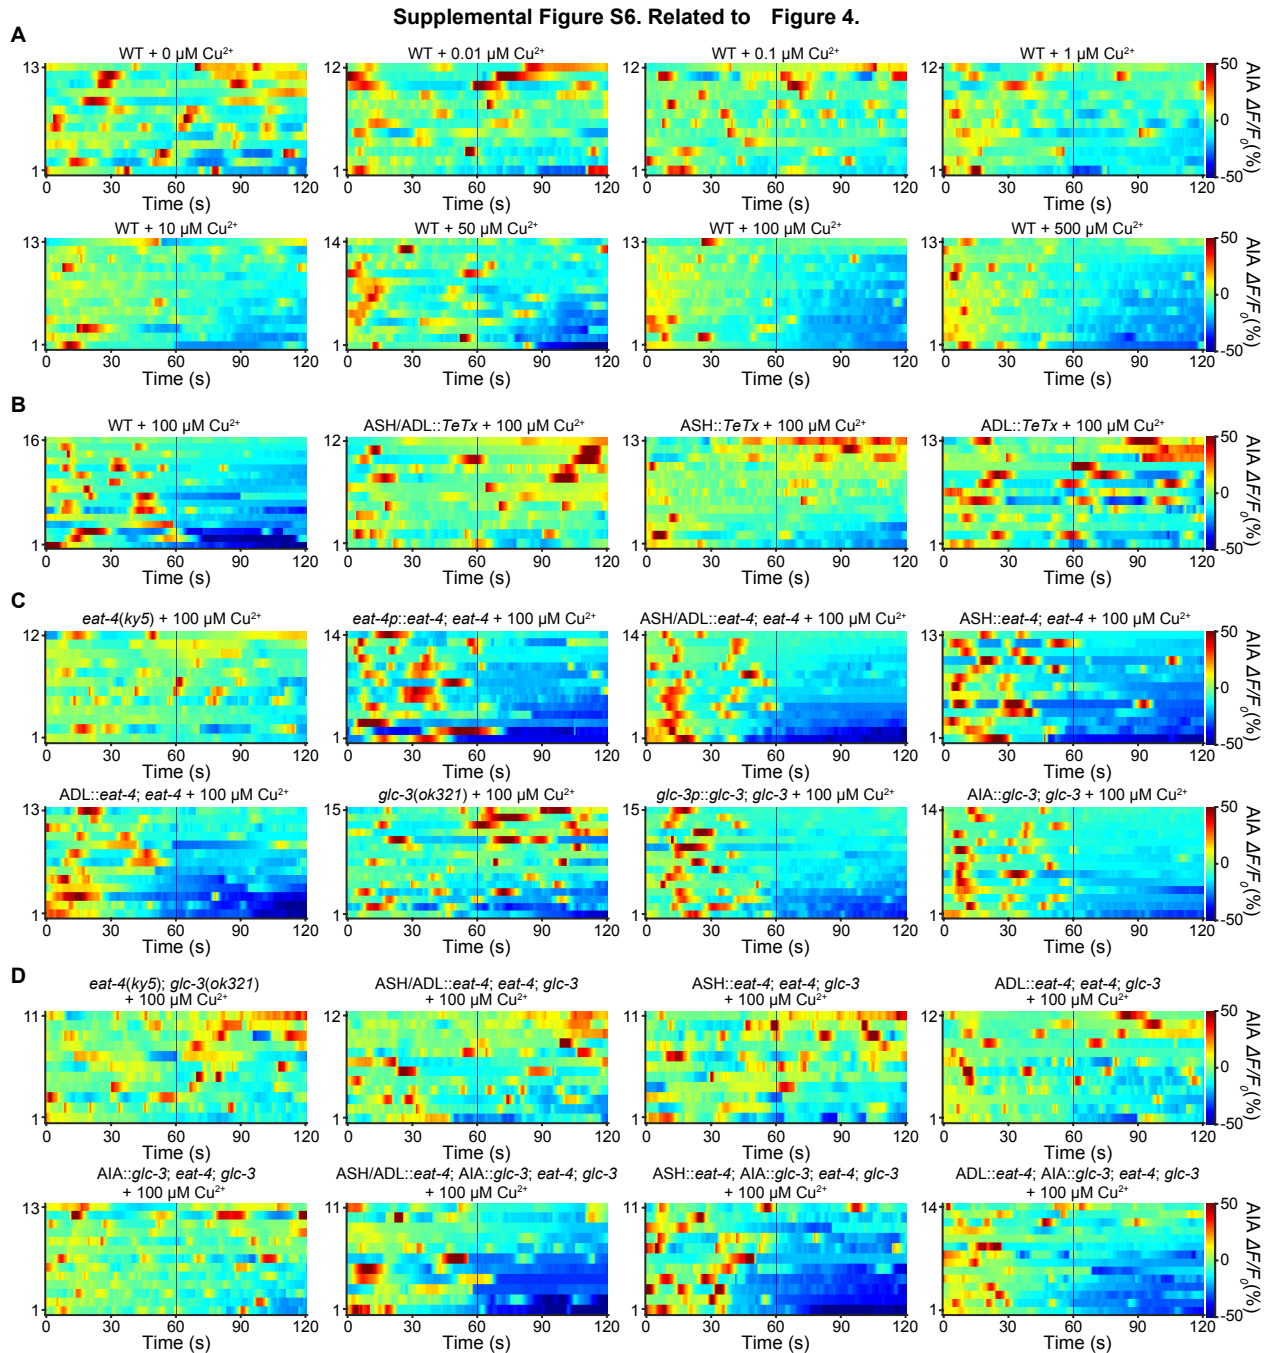 Supplemental Figure S6. Related to Figure 4.
A
WT + 0 µM Cu²⁺ WT + 0.01 µM Cu²⁺ WT + 0.1 µM Cu²⁺ WT + 1 µM Cu²⁺
13 12 12 12 50
AIA ΔF/F₀(%) 0
1 1 1 1 -50
0 30 60 90 120 0 30 60 90 120 0 30 60 90 120 0 30 60 90 120
Time (s) Time (s) Time (s) Time (s)
WT + 10 µM Cu²⁺ WT + 50 µM Cu²⁺ WT + 100 µM Cu²⁺ WT + 500 µM Cu²⁺
13 14 13 13 50
AIA ΔF/F₀(%) 0
1 1 1 1 -50
0 30 60 90 120 0 30 60 90 120 0 30 60 90 120 0 30 60 90 120
Time (s) Time (s) Time (s) Time (s)
B
WT + 100 µM Cu²⁺ ASH/ADL::TeTx + 100 µM Cu²⁺ ASH::TeTx + 100 µM Cu²⁺ ADL::TeTx + 100 µM Cu²⁺
16 12 13 13 50
AIA ΔF/F₀(%) 0
1 1 1 1 -50
0 30 60 90 120 0 30 60 90 120 0 30 60 90 120 0 30 60 90 120
Time (s) Time (s) Time (s) Time (s)
C
eat-4(ky5) + 100 µM Cu²⁺ eat-4p::eat-4; eat-4 + 100 µM Cu²⁺ ASH/ADL::eat-4; eat-4 + 100 µM Cu²⁺ ASH::eat-4; eat-4 + 100 µM Cu²⁺
12 14 14 13 50
AIA ΔF/F₀(%) 0
1 1 1 1 -50
0 30 60 90 120 0 30 60 90 120 0 30 60 90 120 0 30 60 90 120
Time (s) Time (s) Time (s) Time (s)
ADL::eat-4; eat-4 + 100 µM Cu²⁺ glc-3(ok321) + 100 µM Cu²⁺ glc-3p::glc-3; glc-3 + 100 µM Cu²⁺ AIA::glc-3; glc-3 + 100 µM Cu²⁺
13 15 15 14 50
AIA ΔF/F₀(%) 0
1 1 1 1 -50
0 30 60 90 120 0 30 60 90 120 0 30 60 90 120 0 30 60 90 120
Time (s) Time (s) Time (s) Time (s)
D
eat-4(ky5); glc-3(ok321) ASH/ADL::eat-4; eat-4; glc-3 ASH::eat-4; eat-4; glc-3 ADL::eat-4; eat-4; glc-3
+ 100 µM Cu²⁺ + 100 µM Cu²⁺ + 100 µM Cu²⁺ + 100 µM Cu²⁺
11 12 11 12 50
AIA ΔF/F₀(%) 0
1 1 1 1 -50
0 30 60 90 120 0 30 60 90 120 0 30 60 90 120 0 30 60 90 120
Time (s) Time (s) Time (s) Time (s)
AIA::glc-3; eat-4; glc-3 ASH/ADL::eat-4; AIA::glc-3; eat-4; glc-3 ASH::eat-4; AIA::glc-3; eat-4; glc-3 ADL::eat-4; AIA::glc-3; eat-4; glc-3
+ 100 µM Cu²⁺ + 100 µM Cu²⁺ + 100 µM Cu²⁺ + 100 µM Cu²⁺
13 11 11 14 50
AIA ΔF/F₀(%) 0
1 1 1 1 -50
0 30 60 90 120 0 30 60 90 120 0 30 60 90 120 0 30 60 90 120
Time (s) Time (s) Time (s) Time (s)